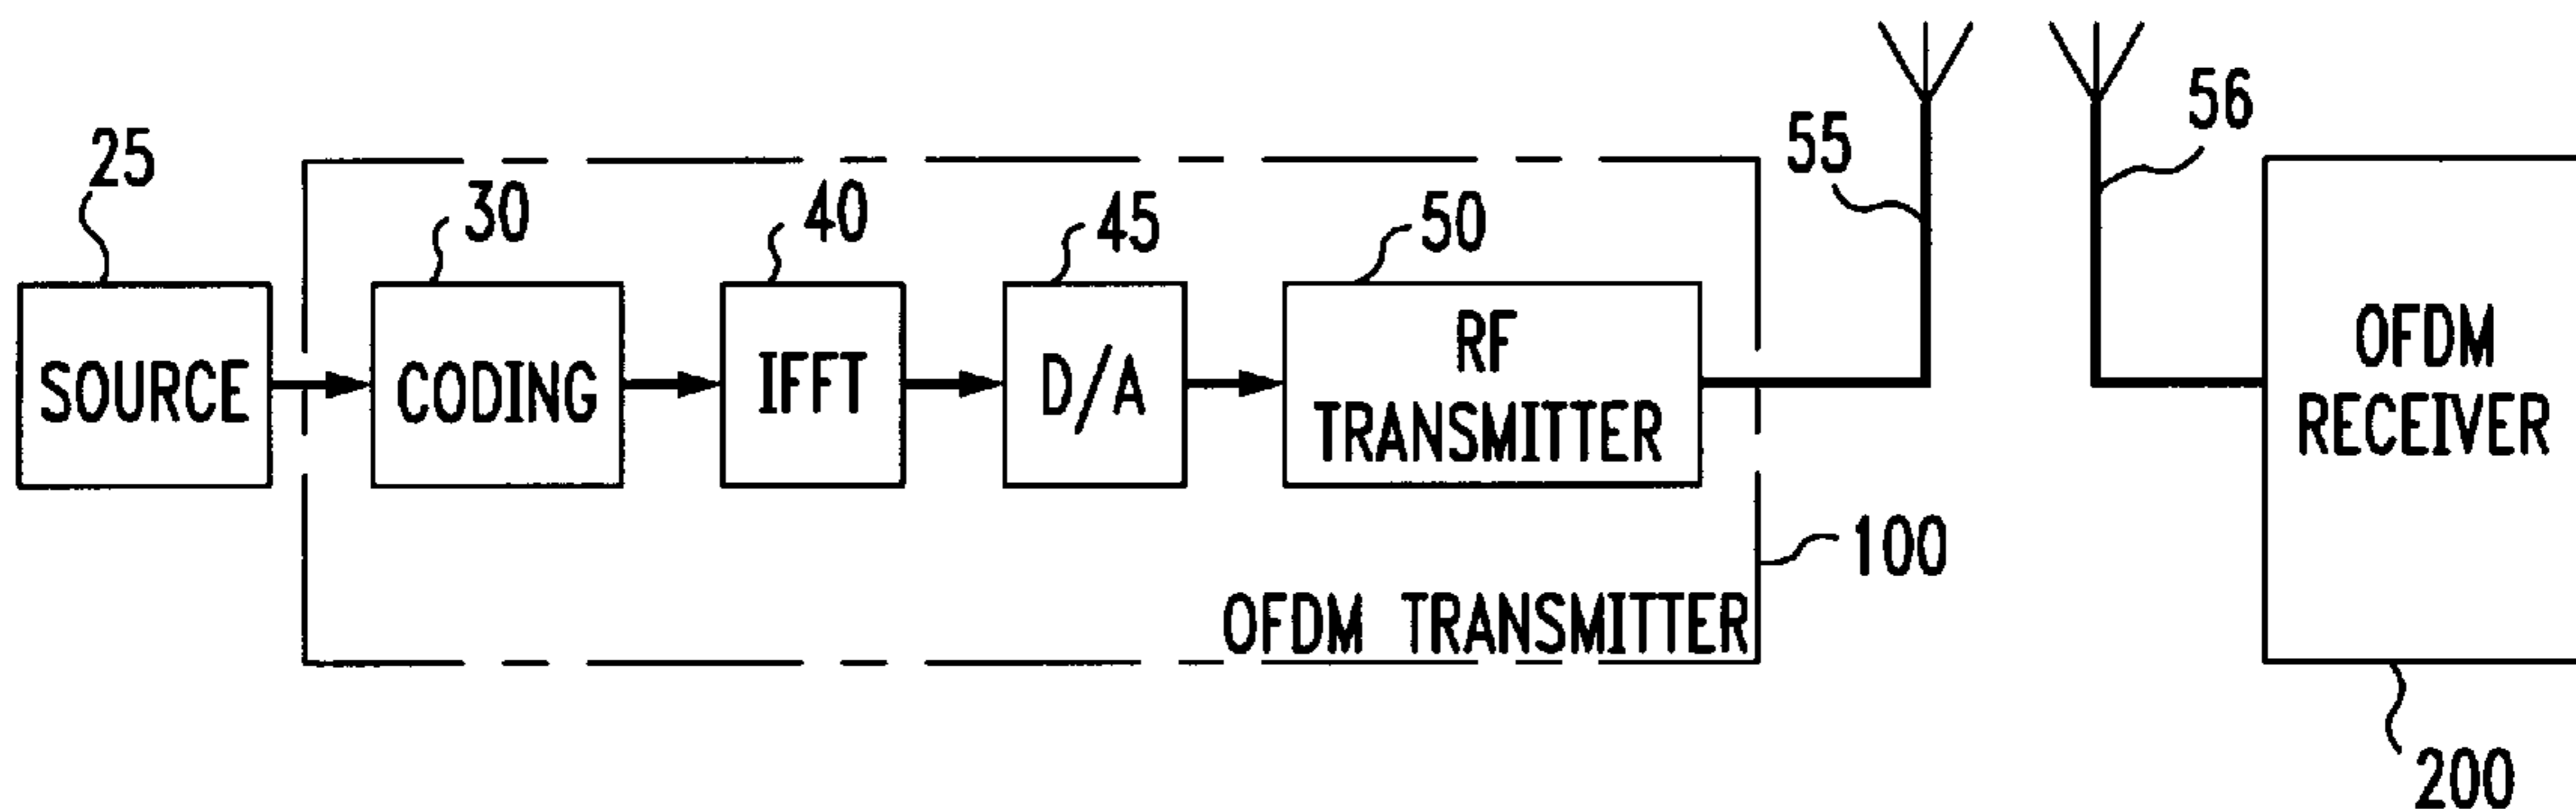 25
30
40
45
50
55
56
SOURCE
CODING
IFFT
D/A
RF
TRANSMITTER
OFDM
RECEIVER
100
OFDM TRANSMITTER
200